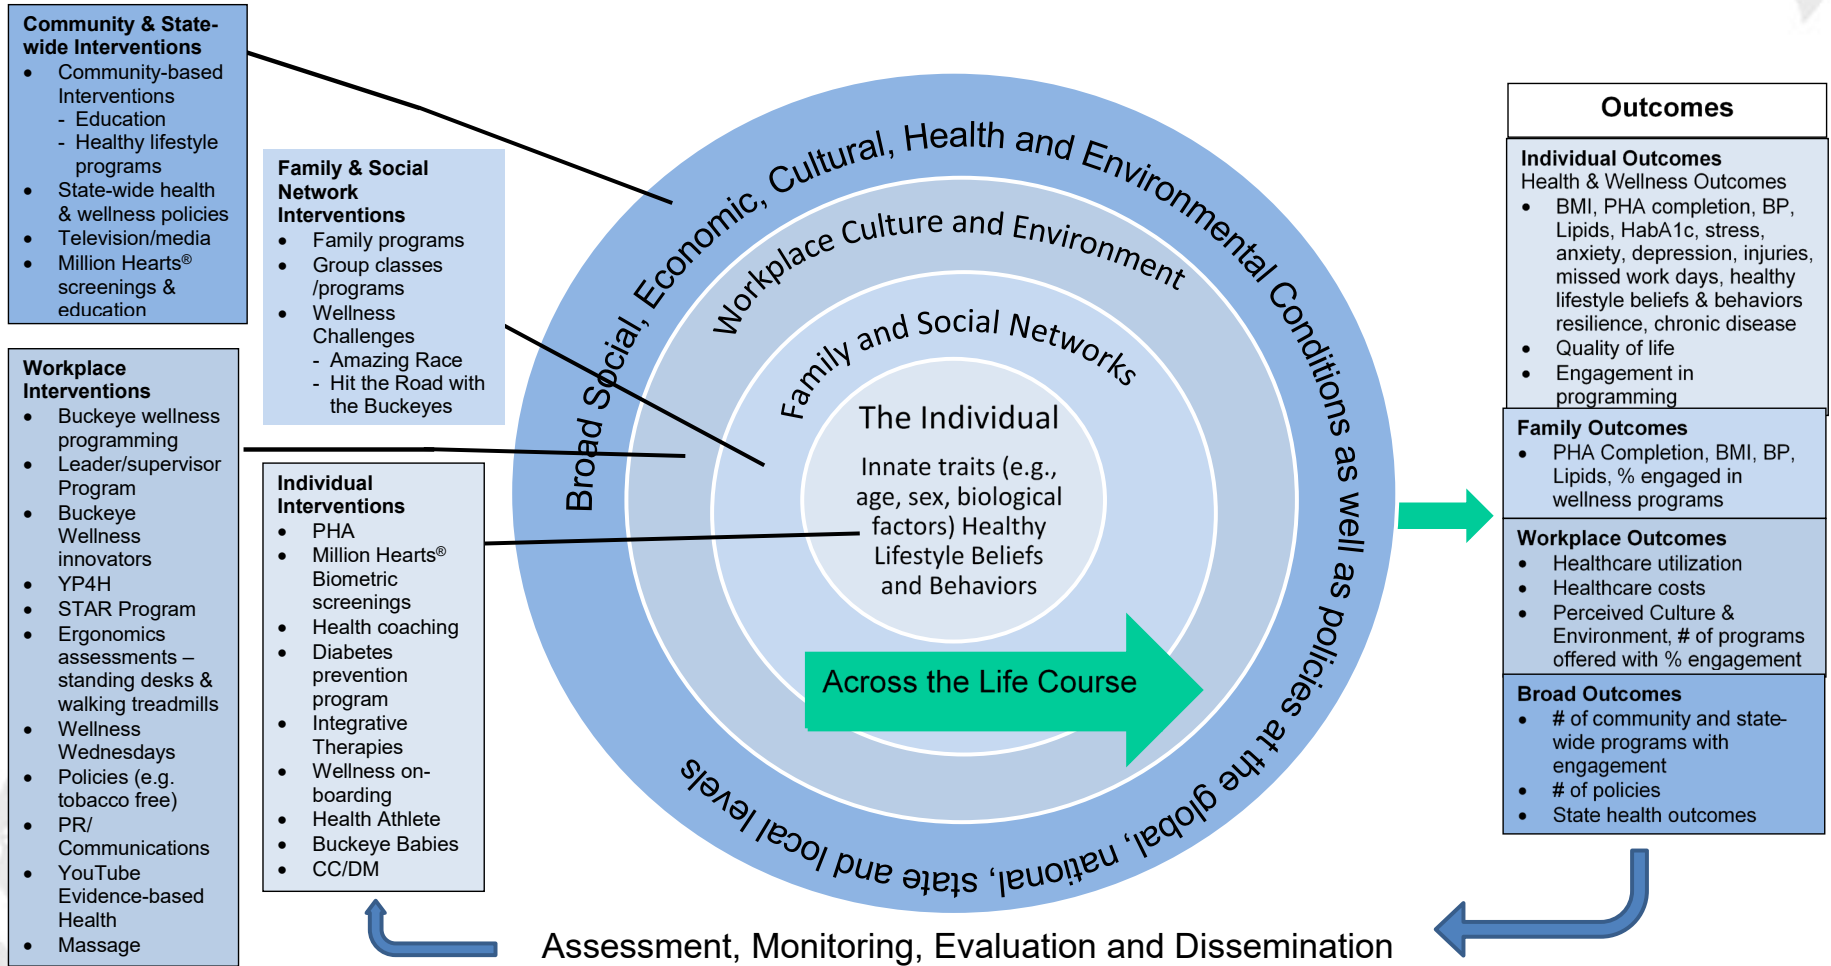 Community & State-
wide Interventions
• Community-based
Interventions
- Education
- Healthy lifestyle
programs
• State-wide health
& wellness policies
• Television/media
• Million Hearts®
screenings &
education
Family & Social
Network
Interventions
• Family programs
• Group classes
/programs
• Wellness
Challenges
- Amazing Race
- Hit the Road with
the Buckeyes
Workplace
Interventions
• Buckeye wellness
programming
• Leader/supervisor
Program
• Buckeye
Wellness
innovators
• YP4H
• STAR Program
• Ergonomics
assessments –
standing desks &
walking treadmills
• Wellness
Wednesdays
• Policies (e.g.
tobacco free)
• PR/
Communications
• YouTube
Evidence-based
Health
• Massage
Individual
Interventions
• PHA
• Million Hearts®
Biometric
screenings
• Health coaching
• Diabetes
prevention
program
• Integrative
Therapies
• Wellness on-
boarding
• Health Athlete
• Buckeye Babies
• CC/DM
Broad Social, Economic, Cultural, Health and Environmental Conditions as well as policies at the global, national, state and local levels
Workplace Culture and Environment
Family and Social Networks
The Individual
Innate traits (e.g.,
age, sex, biological
factors) Healthy
Lifestyle Beliefs
and Behaviors
Across the Life Course
Outcomes
Individual Outcomes
Health & Wellness Outcomes
• BMI, PHA completion, BP,
Lipids, HabA1c, stress,
anxiety, depression, injuries,
missed work days, healthy
lifestyle beliefs & behaviors
resilience, chronic disease
• Quality of life
• Engagement in
programming
Family Outcomes
• PHA Completion, BMI, BP,
Lipids, % engaged in
wellness programs
Workplace Outcomes
• Healthcare utilization
• Healthcare costs
• Perceived Culture &
Environment, # of programs
offered with % engagement
Broad Outcomes
• # of community and state-
wide programs with
engagement
• # of policies
• State health outcomes
Assessment, Monitoring, Evaluation and Dissemination